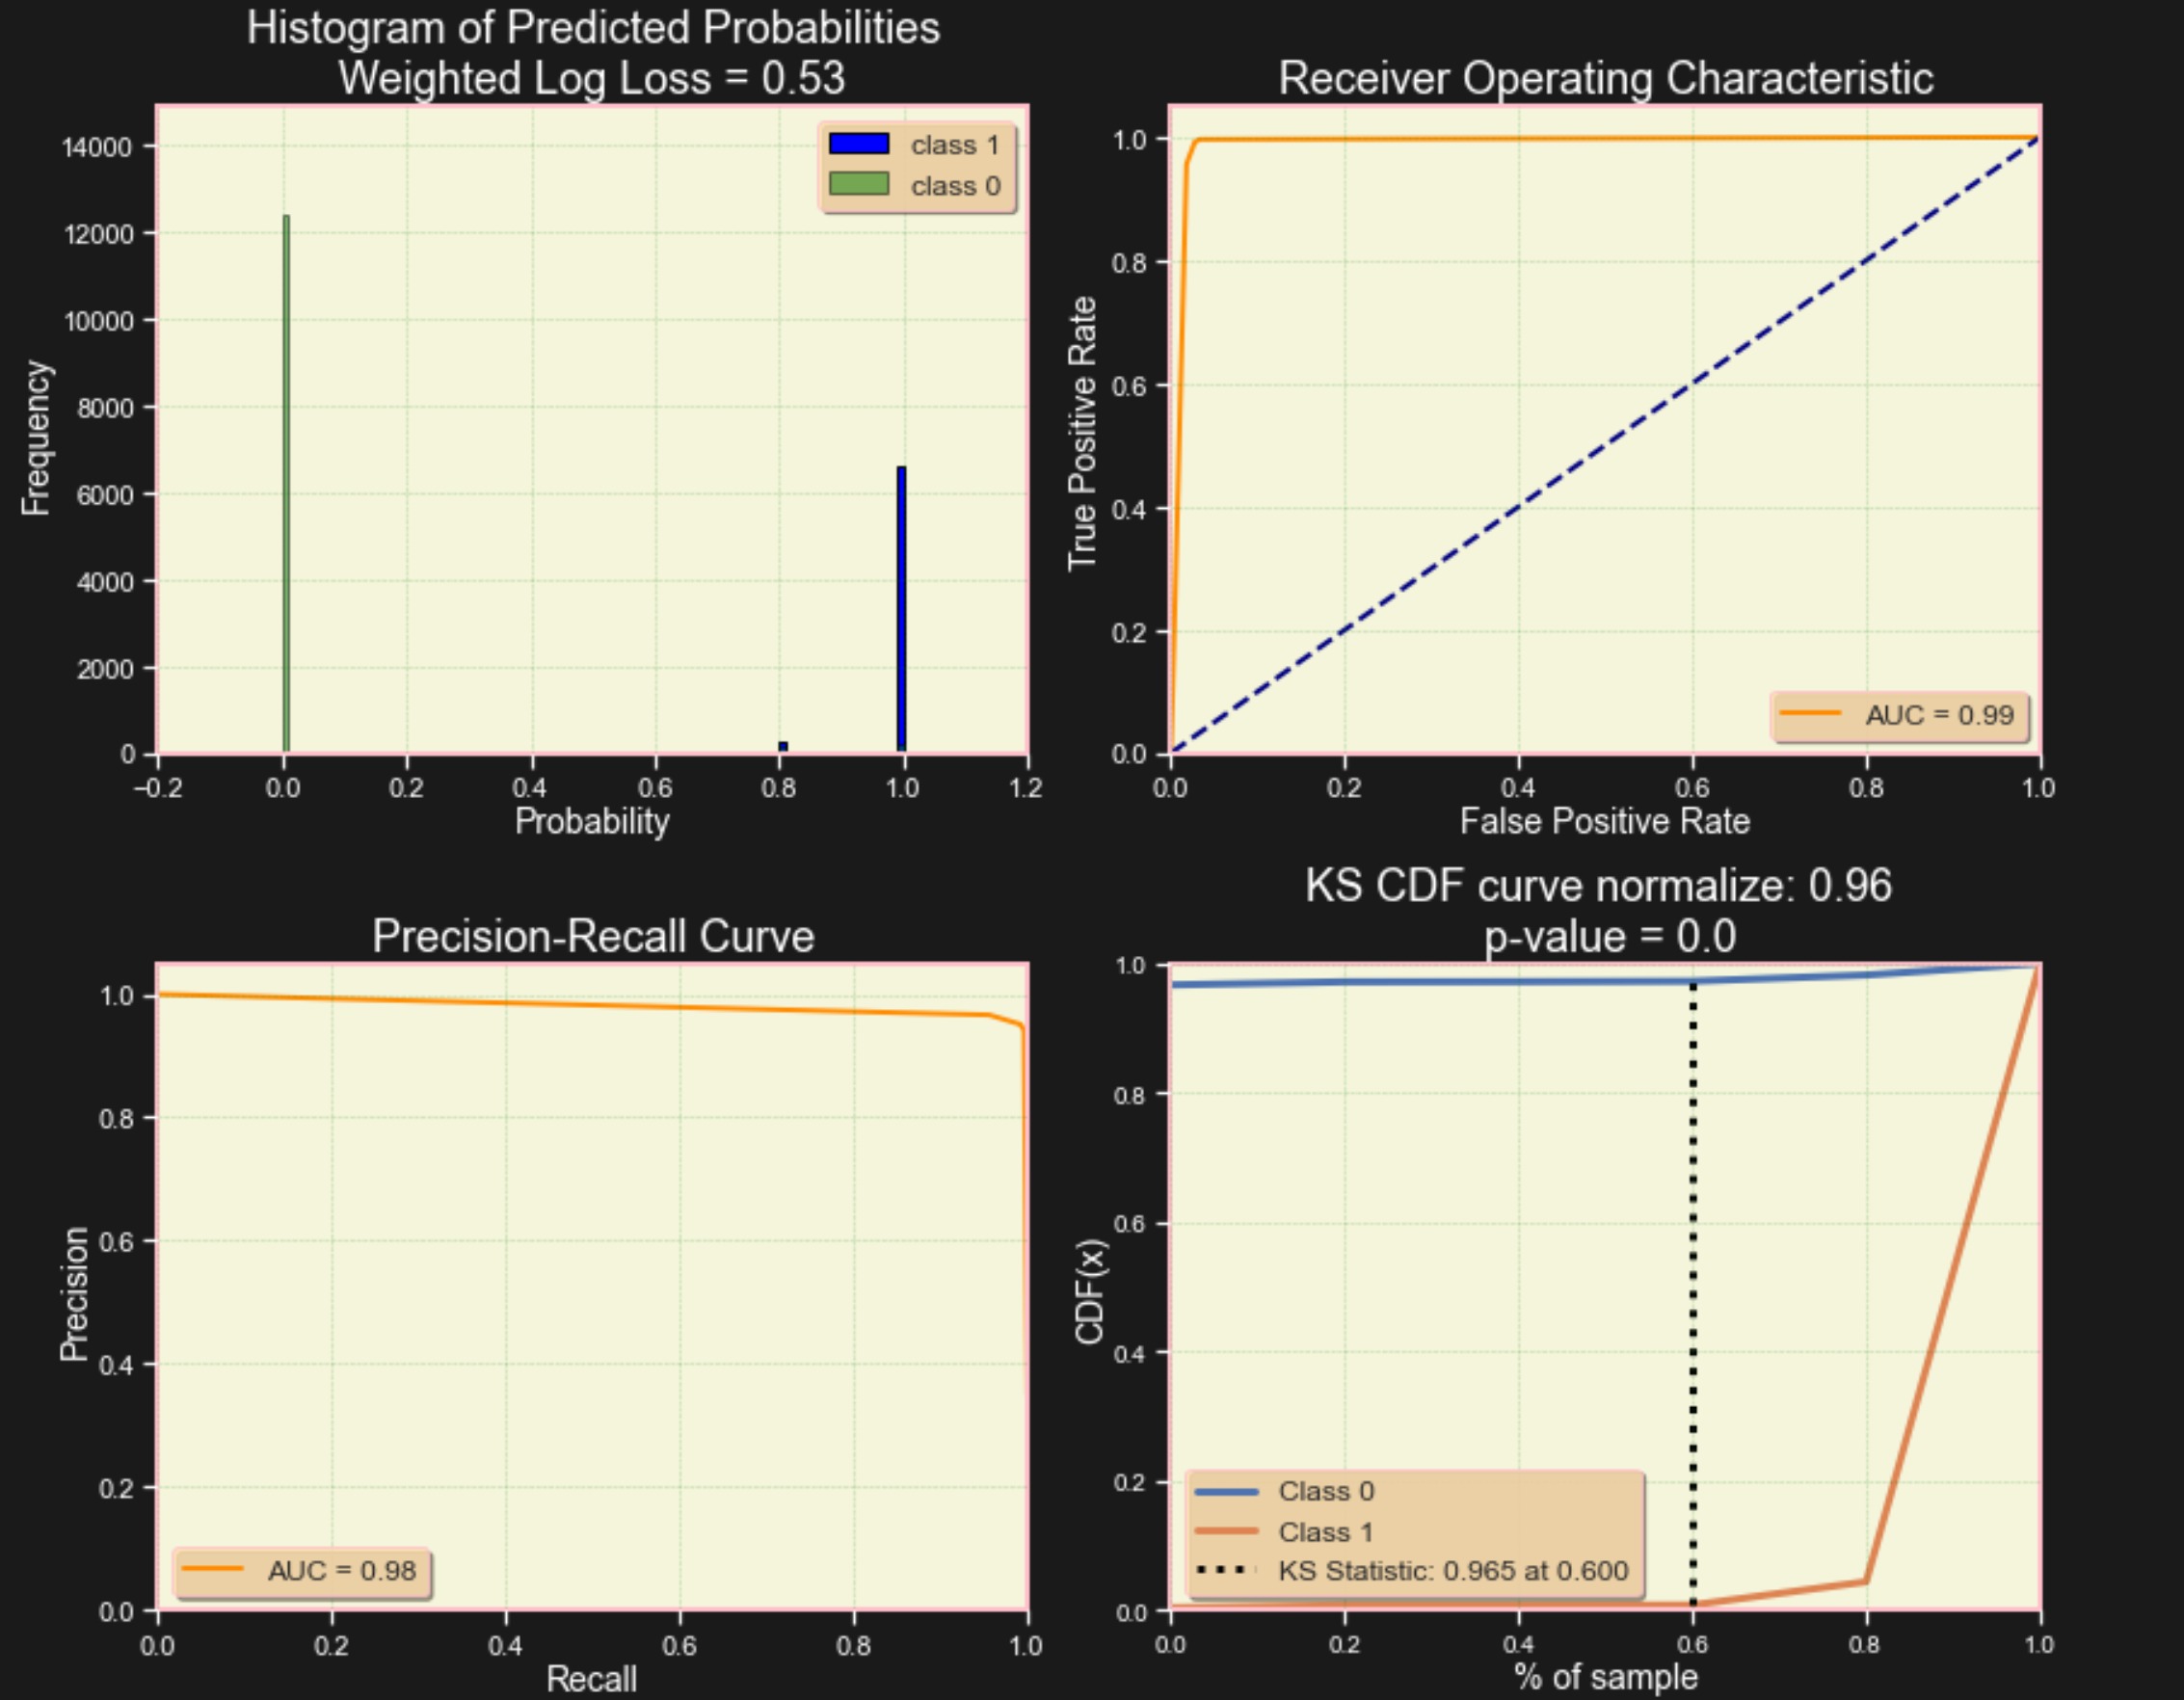 Histogram of Predicted Probabilities
Weighted Log Loss = 0.53
14000
12000
10000
8000
6000
4000
2000
0
Frequency
class 1
class 0
−0.2
0.0
0.2
0.4
0.6
0.8
1.0
1.2
Probability
Receiver Operating Characteristic
1.0
0.8
0.6
0.4
0.2
0.0
True Positive Rate
AUC = 0.99
0.0
0.2
0.4
0.6
0.8
1.0
False Positive Rate
Precision-Recall Curve
1.0
0.8
0.6
0.4
0.2
0.0
Precision
AUC = 0.98
0.0
0.2
0.4
0.6
0.8
1.0
Recall
KS CDF curve normalize: 0.96
p-value = 0.0
1.0
0.8
0.6
0.4
0.2
0.0
CDF(x)
Class 0
Class 1
KS Statistic: 0.965 at 0.600
0.0
0.2
0.4
0.6
0.8
1.0
% of sample